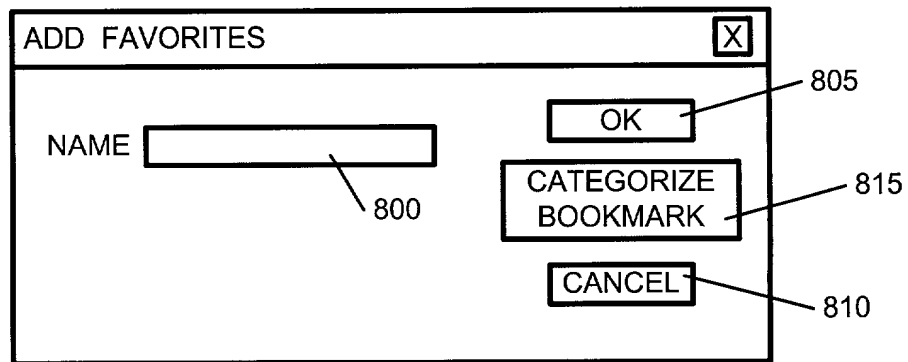 ADD FAVORITES X
805
OK
NAME
CATEGORIZE
BOOKMARK
815
800
CANCEL
810